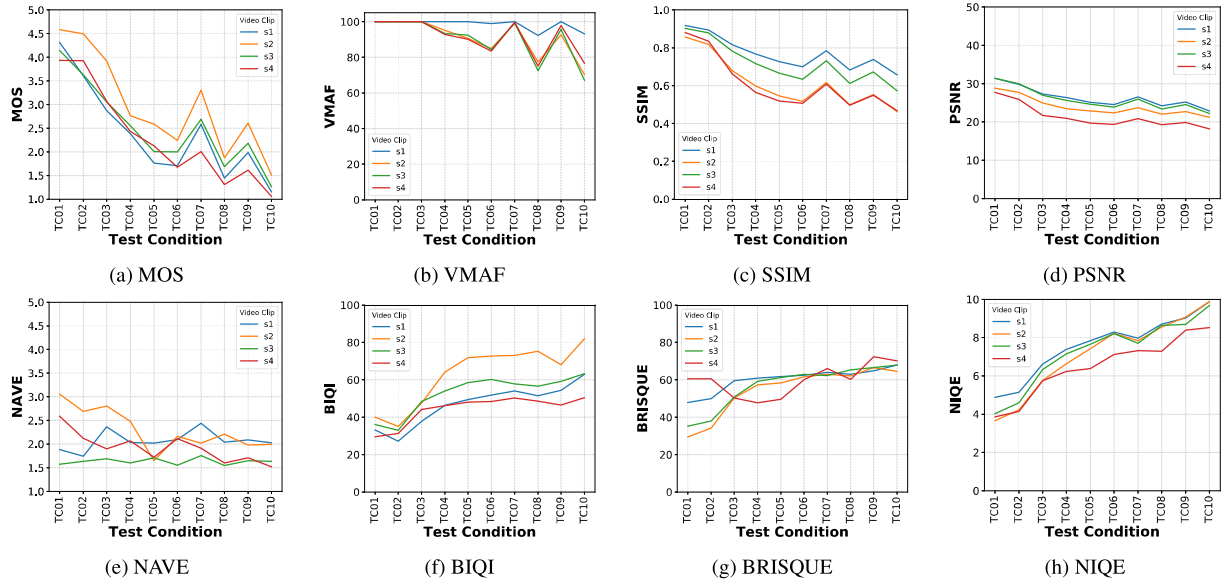 MOS
5.0
4.5
4.0
3.5
3.0
2.5
2.0
1.5
1.0
Video Clip
s1
s2
s3
s4
TC01 TC02 TC03 TC04 TC05 TC06 TC07 TC08 TC09 TC10
Test Condition
(a) MOS
VMAF
100
80
60
40
20
0
Video Clip
s1
s2
s3
s4
TC01 TC02 TC03 TC04 TC05 TC06 TC07 TC08 TC09 TC10
Test Condition
(b) VMAF
SSIM
1.0
0.8
0.6
0.4
0.2
0.0
Video Clip
s1
s2
s3
s4
TC01 TC02 TC03 TC04 TC05 TC06 TC07 TC08 TC09 TC10
Test Condition
(c) SSIM
PSNR
50
40
30
20
10
0
Video Clip
s1
s2
s3
s4
TC01 TC02 TC03 TC04 TC05 TC06 TC07 TC08 TC09 TC10
Test Condition
(d) PSNR
NAVE
5.0
4.5
4.0
3.5
3.0
2.5
2.0
1.5
1.0
Video Clip
s1
s2
s3
s4
TC01 TC02 TC03 TC04 TC05 TC06 TC07 TC08 TC09 TC10
Test Condition
(e) NAVE
BIQI
100
80
60
40
20
0
Video Clip
s1
s2
s3
s4
TC01 TC02 TC03 TC04 TC05 TC06 TC07 TC08 TC09 TC10
Test Condition
(f) BIQI
BRISQUE
100
80
60
40
20
0
Video Clip
s1
s2
s3
s4
TC01 TC02 TC03 TC04 TC05 TC06 TC07 TC08 TC09 TC10
Test Condition
(g) BRISQUE
NIQE
10
8
6
4
2
0
Video Clip
s1
s2
s3
s4
TC01 TC02 TC03 TC04 TC05 TC06 TC07 TC08 TC09 TC10
Test Condition
(h) NIQE